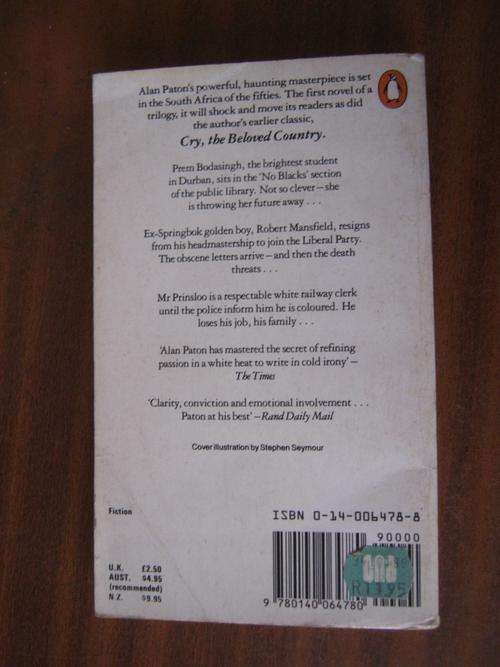 Alan Paton's powerful, haunting masterpiece is set
in the South Africa of the fifties. The first novel of a
trilogy, it will shock and move its readers as did
the author's earlier classic,
Cry, the Beloved Country.
Prem Bodasingh, the brightest student
in Durban, sits in the 'No Blacks' section
of the public library. Not so clever – she
is throwing her future away . . .
Ex-Springbok golden boy, Robert Mansfield, resigns
from his headmastership to join the Liberal Party.
The obscene letters arrive – and then the death
threats . . .
Mr Prinsloo is a respectable white railway clerk
until the police inform him he is coloured. He
loses his job, his family . . .
'Alan Paton has mastered the secret of refining
passion in a white heat to write in cold irony' –
The Times
'Clarity, conviction and emotional involvement . . .
Paton at his best' – Rand Daily Mail
Cover illustration by Stephen Seymour
Fiction
ISBN 0-14-006478-8
90000
U.K. £2.50
AUST. $4.95
(recommended)
N.Z. $9.95
9 780140 064780